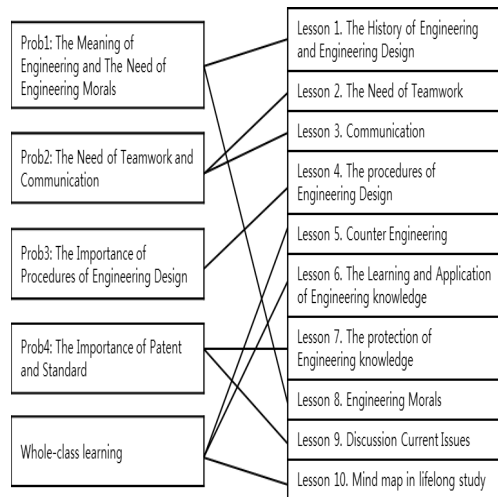 Prob1: The Meaning of
Engineering and The Need of
Engineering Morals
Prob2: The Need of Teamwork and
Communication
Prob3: The Importance of
Procedures of Engineering Design
Prob4: The Importance of Patent
and Standard
Whole-class learning
Lesson 1. The History of Engineering
and Engineering Design
Lesson 2. The Need of Teamwork
Lesson 3. Communication
Lesson 4. The procedures of
Engineering Design
Lesson 5. Counter Engineering
Lesson 6. The Learning and Application
of Engineering knowledge
Lesson 7. The protection of
Engineering knowledge
Lesson 8. Engineering Morals
Lesson 9. Discussion Current Issues
Lesson 10. Mind map in lifelong study